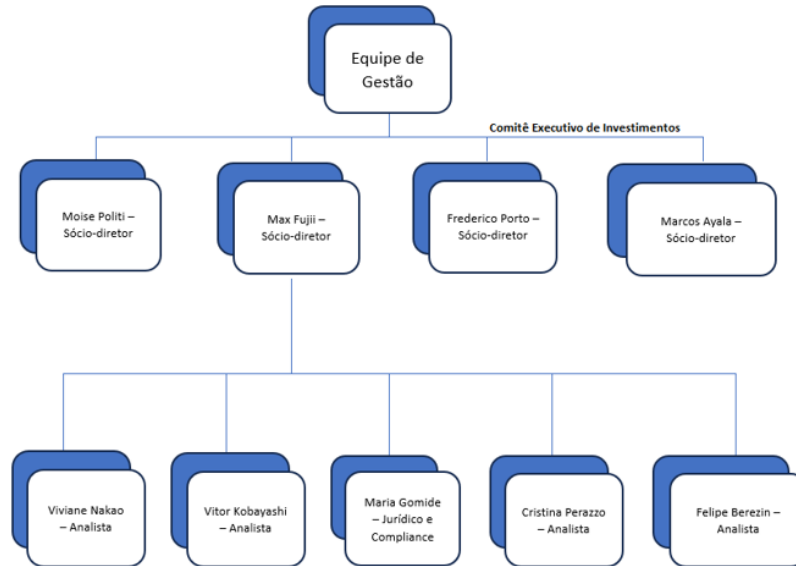 Equipe de
Gestão
Comitê Executivo de Investimentos
Moise Politi –
Sócio-diretor
Max Fujii –
Sócio-diretor
Frederico Porto –
Sócio-diretor
Marcos Ayala –
Sócio-diretor
Viviane Nakao
– Analista
Vitor Kobayashi
– Analista
Maria Gomide
– Jurídico e
Compliance
Cristina Perazzo
– Analista
Felipe Berezin –
Analista